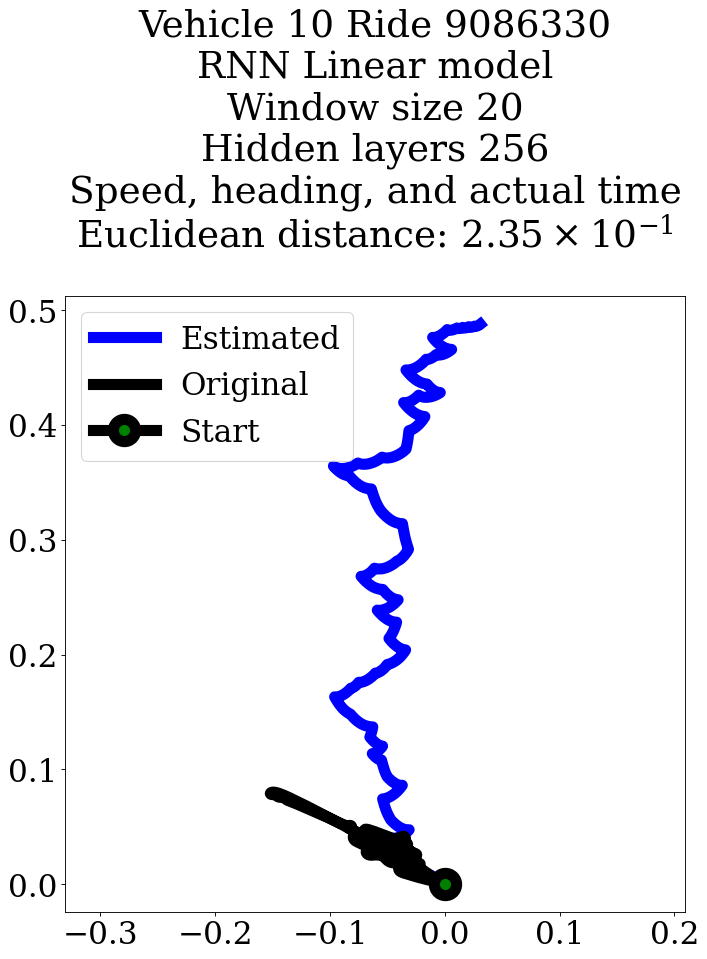 Vehicle 10 Ride 9086330
RNN Linear model
Window size 20
Hidden layers 256
Speed, heading, and actual time
Euclidean distance: 2.35 × 10⁻¹
Estimated
Original
Start
0.5
0.4
0.3
0.2
0.1
0.0
−0.3 −0.2 −0.1 0.0 0.1 0.2